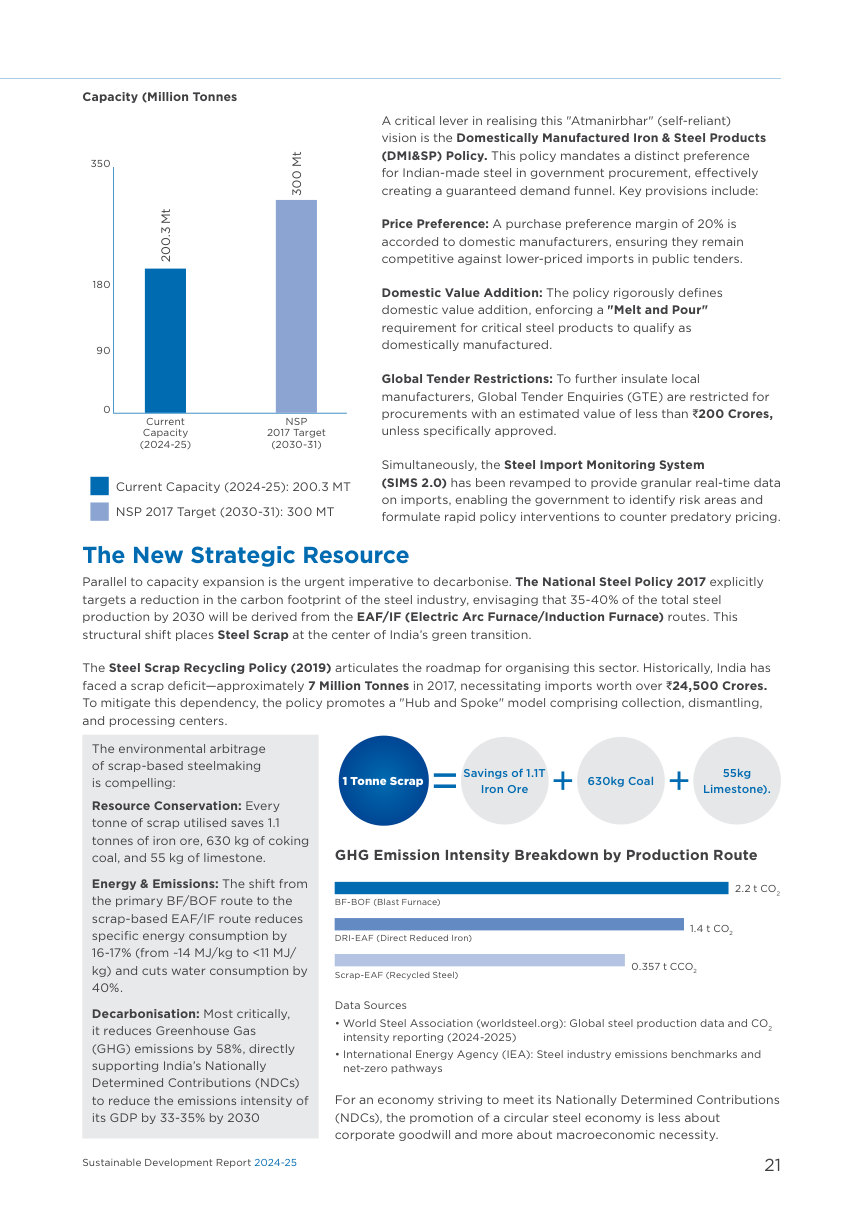 Capacity (Million Tonnes
350
180
90
0
200.3 Mt
300 Mt
Current
Capacity
(2024-25)
NSP
2017 Target
(2030-31)
Current Capacity (2024-25): 200.3 MT
NSP 2017 Target (2030-31): 300 MT
A critical lever in realising this "Atmanirbhar" (self-reliant)
vision is the Domestically Manufactured Iron & Steel Products
(DMI&SP) Policy. This policy mandates a distinct preference
for Indian-made steel in government procurement, effectively
creating a guaranteed demand funnel. Key provisions include:
Price Preference: A purchase preference margin of 20% is
accorded to domestic manufacturers, ensuring they remain
competitive against lower-priced imports in public tenders.
Domestic Value Addition: The policy rigorously defines
domestic value addition, enforcing a "Melt and Pour"
requirement for critical steel products to qualify as
domestically manufactured.
Global Tender Restrictions: To further insulate local
manufacturers, Global Tender Enquiries (GTE) are restricted for
procurements with an estimated value of less than ₹200 Crores,
unless specifically approved.
Simultaneously, the Steel Import Monitoring System
(SIMS 2.0) has been revamped to provide granular real-time data
on imports, enabling the government to identify risk areas and
formulate rapid policy interventions to counter predatory pricing.
The New Strategic Resource
Parallel to capacity expansion is the urgent imperative to decarbonise. The National Steel Policy 2017 explicitly
targets a reduction in the carbon footprint of the steel industry, envisaging that 35-40% of the total steel
production by 2030 will be derived from the EAF/IF (Electric Arc Furnace/Induction Furnace) routes. This
structural shift places Steel Scrap at the center of India's green transition.
The Steel Scrap Recycling Policy (2019) articulates the roadmap for organising this sector. Historically, India has
faced a scrap deficit—approximately 7 Million Tonnes in 2017, necessitating imports worth over ₹24,500 Crores.
To mitigate this dependency, the policy promotes a "Hub and Spoke" model comprising collection, dismantling,
and processing centers.
The environmental arbitrage
of scrap-based steelmaking
is compelling:
Resource Conservation: Every
tonne of scrap utilised saves 1.1
tonnes of iron ore, 630 kg of coking
coal, and 55 kg of limestone.
Energy & Emissions: The shift from
the primary BF/BOF route to the
scrap-based EAF/IF route reduces
specific energy consumption by
16-17% (from ~14 MJ/kg to <11 MJ/
kg) and cuts water consumption by
40%.
Decarbonisation: Most critically,
it reduces Greenhouse Gas
(GHG) emissions by 58%, directly
supporting India's Nationally
Determined Contributions (NDCs)
to reduce the emissions intensity of
its GDP by 33-35% by 2030
1 Tonne Scrap = Savings of 1.1T Iron Ore + 630kg Coal + 55kg Limestone).
GHG Emission Intensity Breakdown by Production Route
2.2 t CO₂
BF-BOF (Blast Furnace)
1.4 t CO₂
DRI-EAF (Direct Reduced Iron)
0.357 t CCO₂
Scrap-EAF (Recycled Steel)
Data Sources
• World Steel Association (worldsteel.org): Global steel production data and CO₂
intensity reporting (2024-2025)
• International Energy Agency (IEA): Steel industry emissions benchmarks and
net-zero pathways
For an economy striving to meet its Nationally Determined Contributions
(NDCs), the promotion of a circular steel economy is less about
corporate goodwill and more about macroeconomic necessity.
Sustainable Development Report 2024-25
21